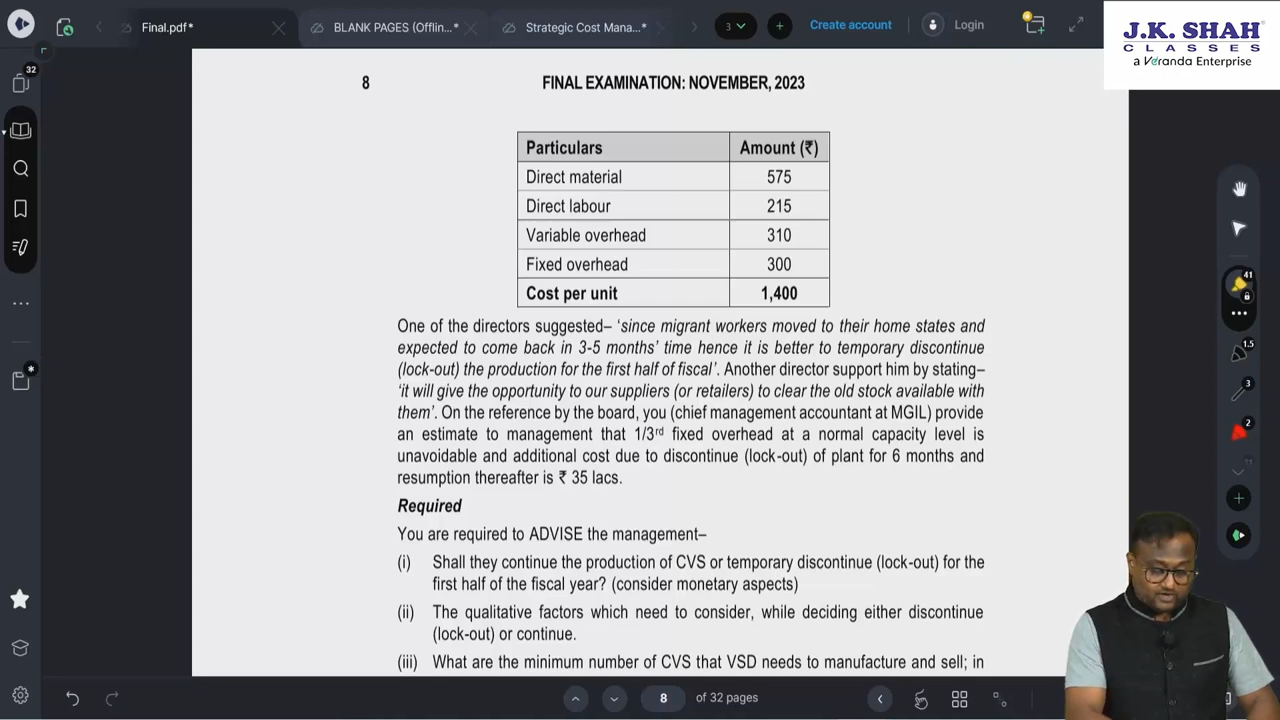 Final.pdf*
BLANK PAGES (Offlin...*
Strategic Cost Mana...*
3
Create account
Login
J.K. SHAH
CLASSES
a Veranda Enterprise
32
8 FINAL EXAMINATION: NOVEMBER, 2023
Particulars Amount (₹)
Direct material 575
Direct labour 215
Variable overhead 310
Fixed overhead 300
Cost per unit 1,400
One of the directors suggested– ‘since migrant workers moved to their home states and
expected to come back in 3-5 months’ time hence it is better to temporary discontinue
(lock-out) the production for the first half of fiscal’. Another director support him by stating–
‘it will give the opportunity to our suppliers (or retailers) to clear the old stock available with
them’. On the reference by the board, you (chief management accountant at MGIL) provide
an estimate to management that 1/3rd fixed overhead at a normal capacity level is
unavoidable and additional cost due to discontinue (lock-out) of plant for 6 months and
resumption thereafter is ₹ 35 lacs.
Required
You are required to ADVISE the management–
(i) Shall they continue the production of CVS or temporary discontinue (lock-out) for the
first half of the fiscal year? (consider monetary aspects)
(ii) The qualitative factors which need to consider, while deciding either discontinue
(lock-out) or continue.
(iii) What are the minimum number of CVS that VSD needs to manufacture and sell; in
41
1.5
3
2
8 of 32 pages